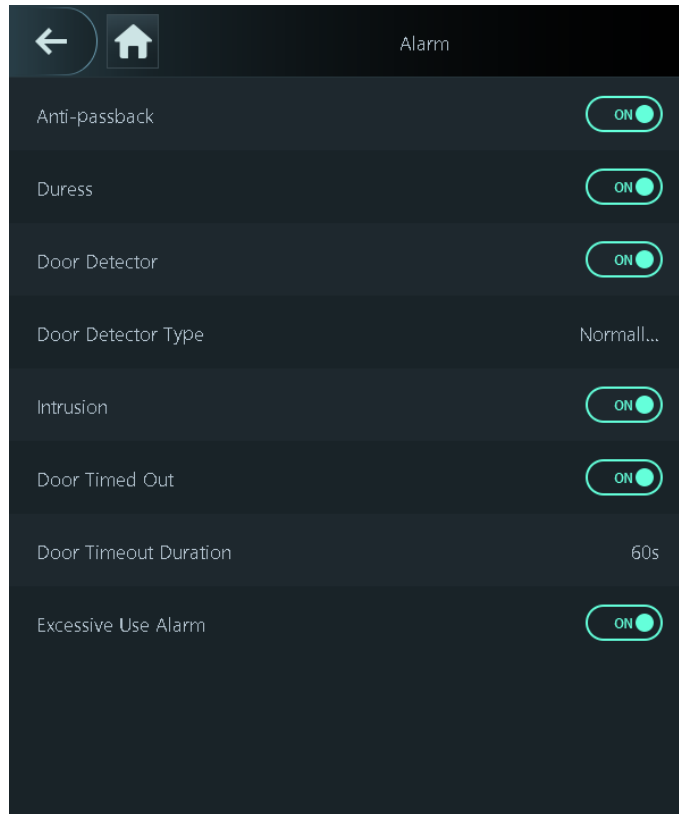 Alarm
Anti-passback ON
Duress ON
Door Detector ON
Door Detector Type Normall...
Intrusion ON
Door Timed Out ON
Door Timeout Duration 60s
Excessive Use Alarm ON